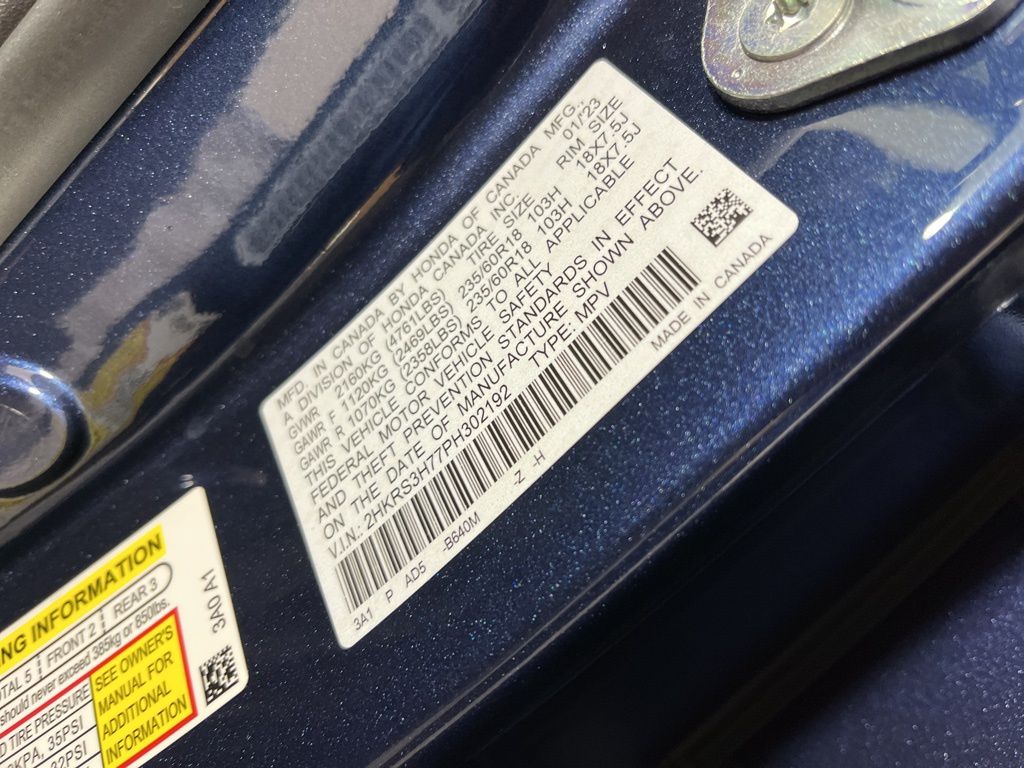 MFD. IN CANADA BY HONDA OF CANADA MFG.,
A DIVISION OF HONDA CANADA INC. 01/23
GVWR 2160KG (4761LBS) TIRE SIZE RIM SIZE
GAWR F 1120KG (2469LBS) 235/60R18 103H 18X7.5J
GAWR R 1070KG (2358LBS) 235/60R18 103H 18X7.5J
THIS VEHICLE CONFORMS TO ALL APPLICABLE
FEDERAL MOTOR VEHICLE SAFETY
AND THEFT PREVENTION STANDARDS IN EFFECT
ON THE DATE OF MANUFACTURE SHOWN ABOVE.
V.I.N.: 2HKRS3H77PH302192 TYPE: MPV
3A1 P AD5 -B640M Z -H MADE IN CANADA
NG INFORMATION
OTAL 5 FRONT 2 REAR 3
should never exceed 385kg or 850lbs.
D TIRE PRESSURE
KPA, 35PSI
SEE OWNER'S
MANUAL FOR
ADDITIONAL
INFORMATION
3A0 A1